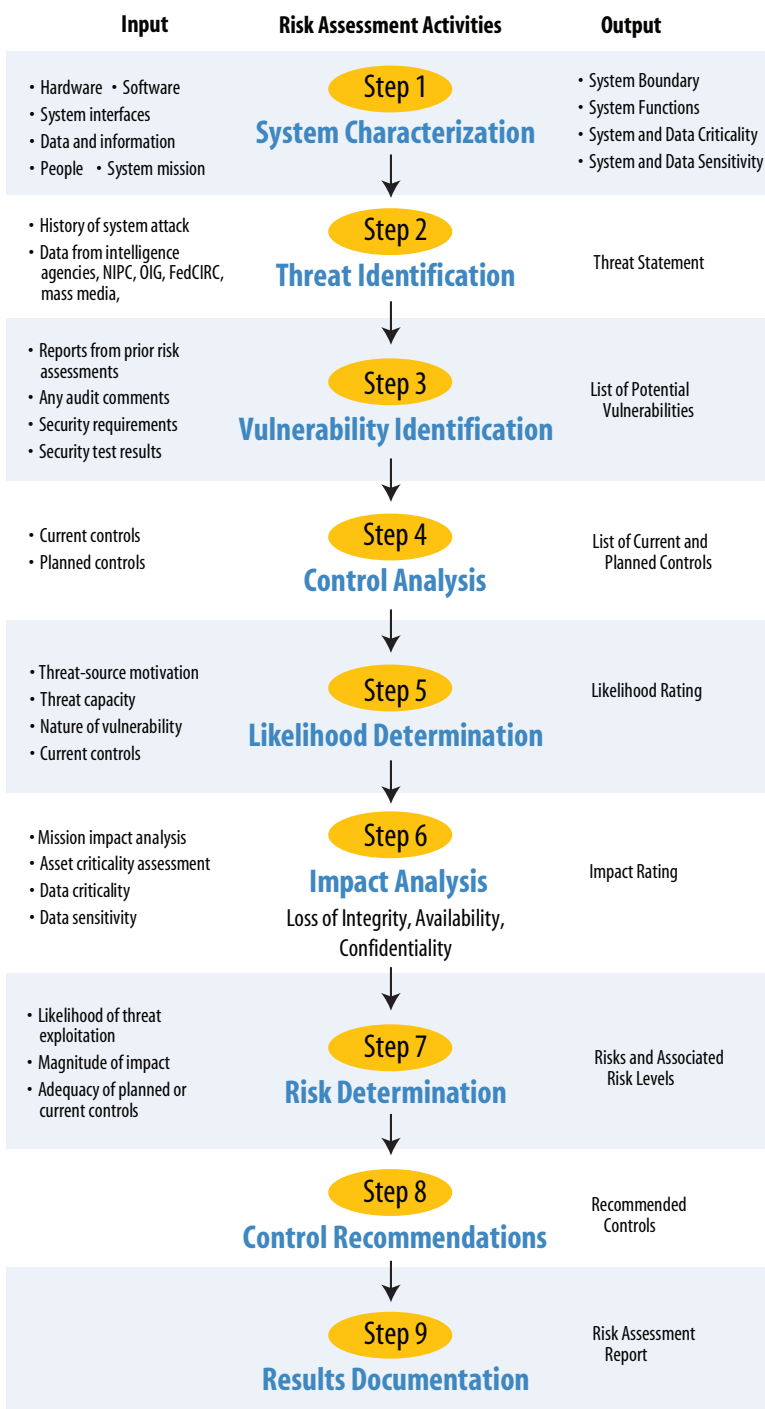 Input Risk Assessment Activities Output
• Hardware • Software
• System interfaces
• Data and information
• People • System mission
Step 1
System Characterization
• System Boundary
• System Functions
• System and Data Criticality
• System and Data Sensitivity
• History of system attack
• Data from intelligence
agencies, NIPC, OIG, FedCIRC,
mass media,
Step 2
Threat Identification
Threat Statement
• Reports from prior risk
assessments
• Any audit comments
• Security requirements
• Security test results
Step 3
Vulnerability Identification
List of Potential
Vulnerabilities
• Current controls
• Planned controls
Step 4
Control Analysis
List of Current and
Planned Controls
• Threat-source motivation
• Threat capacity
• Nature of vulnerability
• Current controls
Step 5
Likelihood Determination
Likelihood Rating
• Mission impact analysis
• Asset criticality assessment
• Data criticality
• Data sensitivity
Step 6
Impact Analysis
Loss of Integrity, Availability,
Confidentiality
Impact Rating
• Likelihood of threat
exploitation
• Magnitude of impact
• Adequacy of planned or
current controls
Step 7
Risk Determination
Risks and Associated
Risk Levels
Step 8
Control Recommendations
Recommended
Controls
Step 9
Results Documentation
Risk Assessment
Report